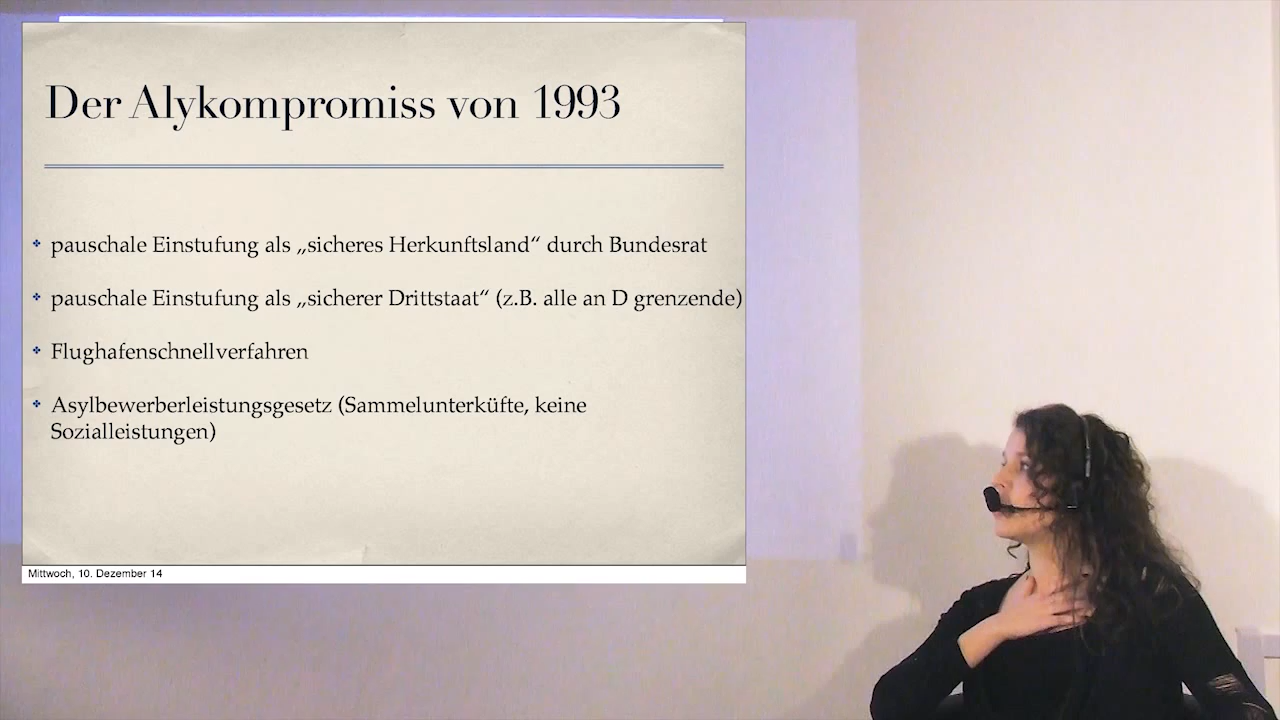 Der Alykompromiss von 1993
pauschale Einstufung als „sicheres Herkunftsland“ durch Bundesrat
pauschale Einstufung als „sicherer Drittstaat“ (z.B. alle an D grenzende)
Flughafenschnellverfahren
Asylbewerberleistungsgesetz (Sammelunterküfte, keine
Sozialleistungen)
Mittwoch, 10. Dezember 14